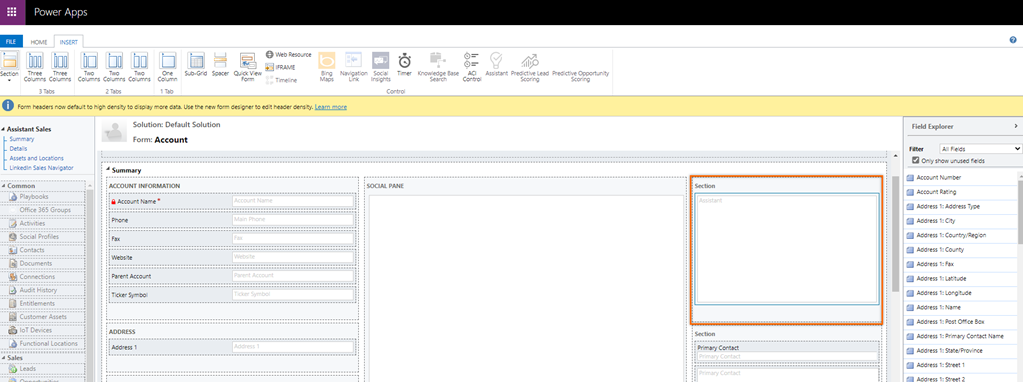 Power Apps
FILE
HOME
INSERT
Section
Three Columns
Three Columns
3 Tabs
Two Columns
Two Columns
Two Columns
2 Tabs
One Column
1 Tab
Sub-Grid
Spacer
Quick View Form
Web Resource
IFRAME
Timeline
Bing Maps
Navigation Link
Social Insights
Timer
Knowledge Base Search
ACI Control
Assistant
Predictive Lead Scoring
Predictive Opportunity Scoring
Control
Form headers now default to high density to display more data. Use the new form designer to edit header density. Learn more
Assistant Sales
Summary
Details
Assets and Locations
LinkedIn Sales Navigator
Common
Playbooks
Office 365 Groups
Activities
Social Profiles
Contacts
Documents
Connections
Audit History
Entitlements
Customer Assets
IoT Devices
Functional Locations
Sales
Leads
Opportunities
Solution: Default Solution
Form: Account
Summary
ACCOUNT INFORMATION
Account Name * Account Name
Phone Main Phone
Fax Fax
Website Website
Parent Account Parent Account
Ticker Symbol Ticker Symbol
ADDRESS
Address 1 Address 1
SOCIAL PANE
Section
Assistant
Section
Primary Contact
Primary Contact
Primary Contact
Field Explorer
Filter All Fields
Only show unused fields
Account Number
Account Rating
Address 1: Address Type
Address 1: City
Address 1: Country/Region
Address 1: County
Address 1: Fax
Address 1: Latitude
Address 1: Longitude
Address 1: Name
Address 1: Post Office Box
Address 1: Primary Contact Name
Address 1: State/Province
Address 1: Street 1
Address 1: Street 2